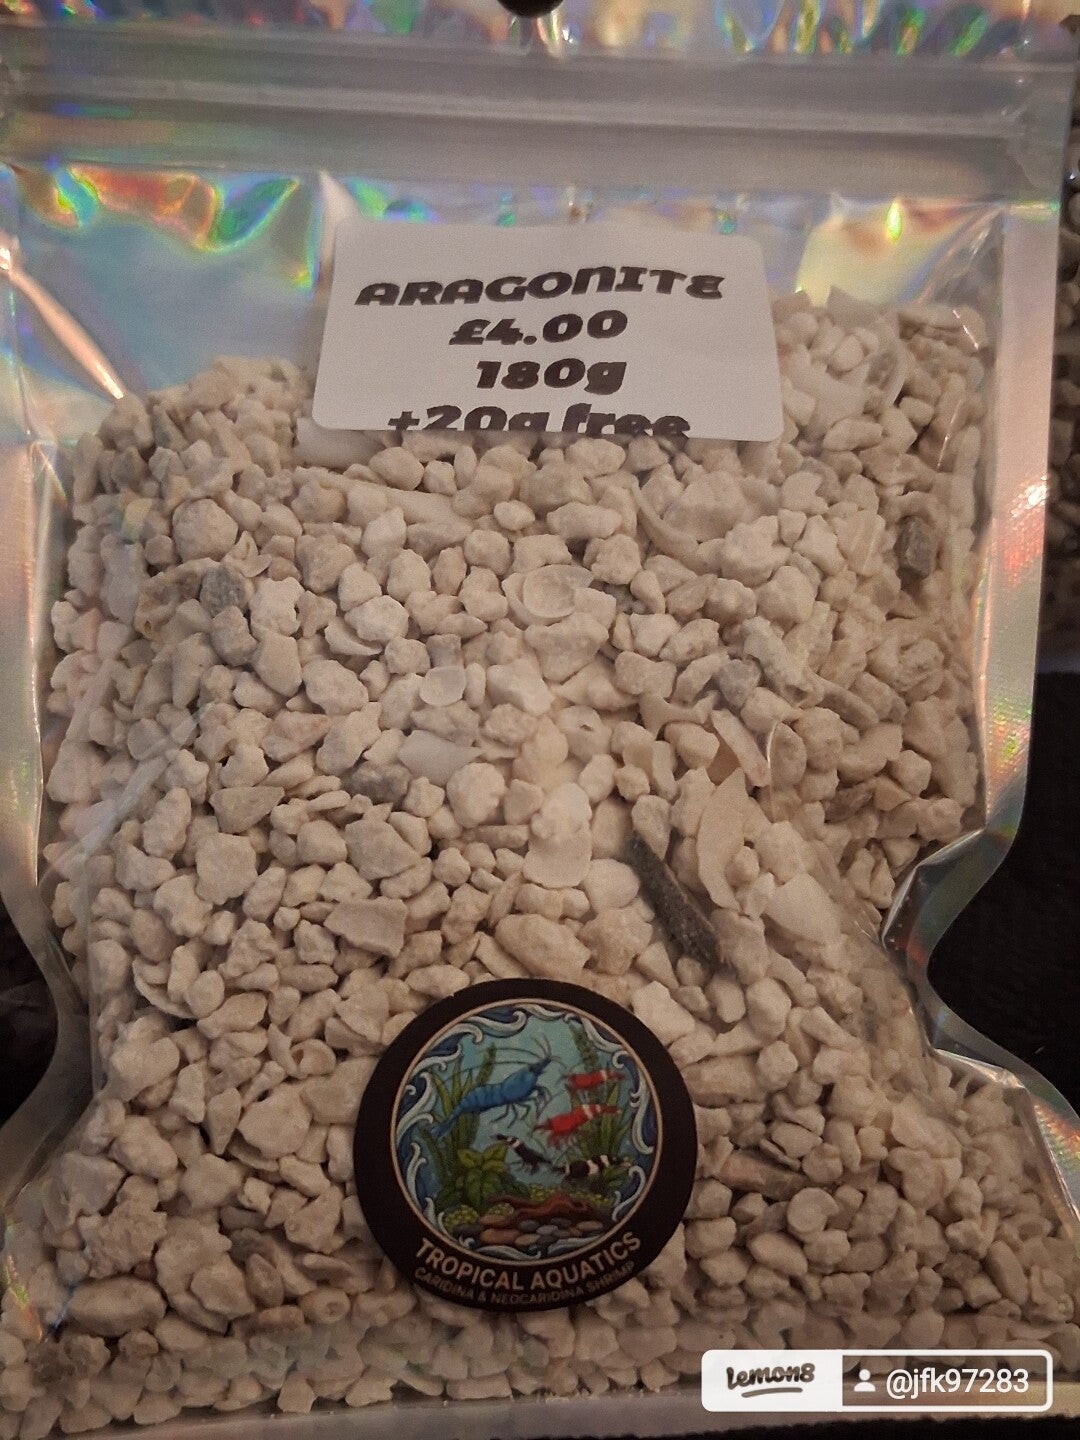 ARAGONITE
£4.00
180g
+20g free
TROPICAL AQUATICS
CARIDINA & NEOCARIDINA SHRIMP
lemon8 @jfk97283